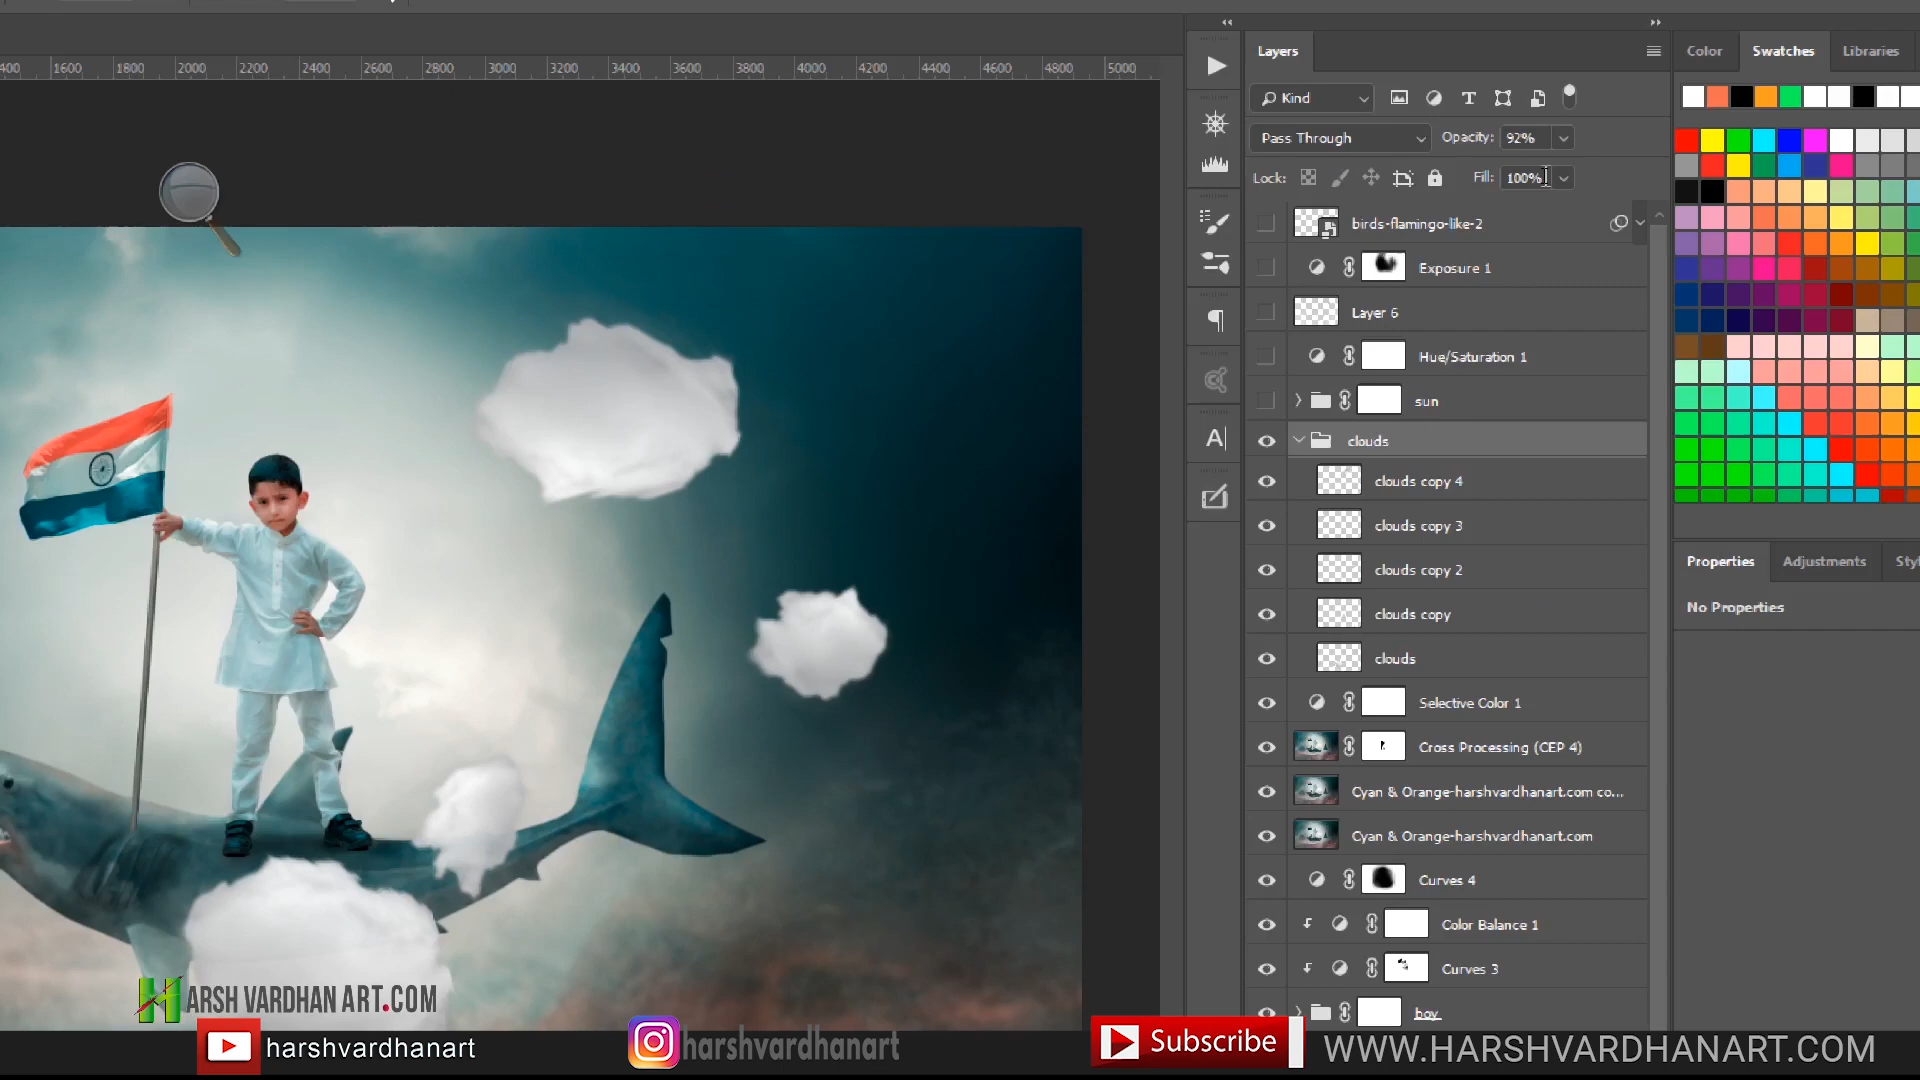 400 1600 1800 2000 2200 2400 2600 2800 3000 3200 3400 3600 3800 4000 4200 4400 4600 4800 5000
Layers
Color Swatches Libraries
Kind
Pass Through Opacity: 92%
Lock: Fill: 100%
birds-flamingo-like-2
Exposure 1
Layer 6
Hue/Saturation 1
sun
clouds
clouds copy 4
clouds copy 3
clouds copy 2
clouds copy
clouds
Selective Color 1
Cross Processing (CEP 4)
Cyan & Orange-harshvardhanart.com co...
Cyan & Orange-harshvardhanart.com
Curves 4
Color Balance 1
Curves 3
boy
Properties Adjustments Styl
No Properties
HARSH VARDHAN ART.COM
harshvardhanart
harshvardhanart
Subscribe
WWW.HARSHVARDHANART.COM